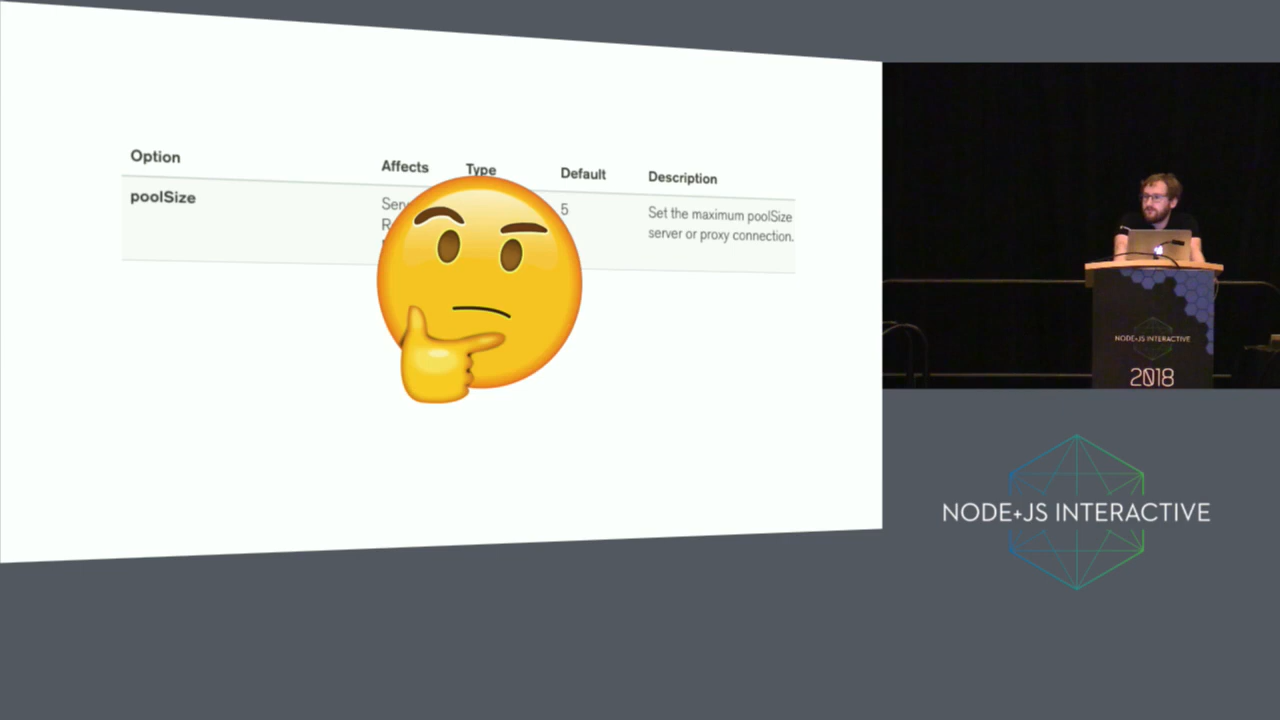 Option Affects Type Default Description
poolSize 5 Set the maximum poolSize
server or proxy connection.
NODE+JS INTERACTIVE
2018
NODE+JS INTERACTIVE